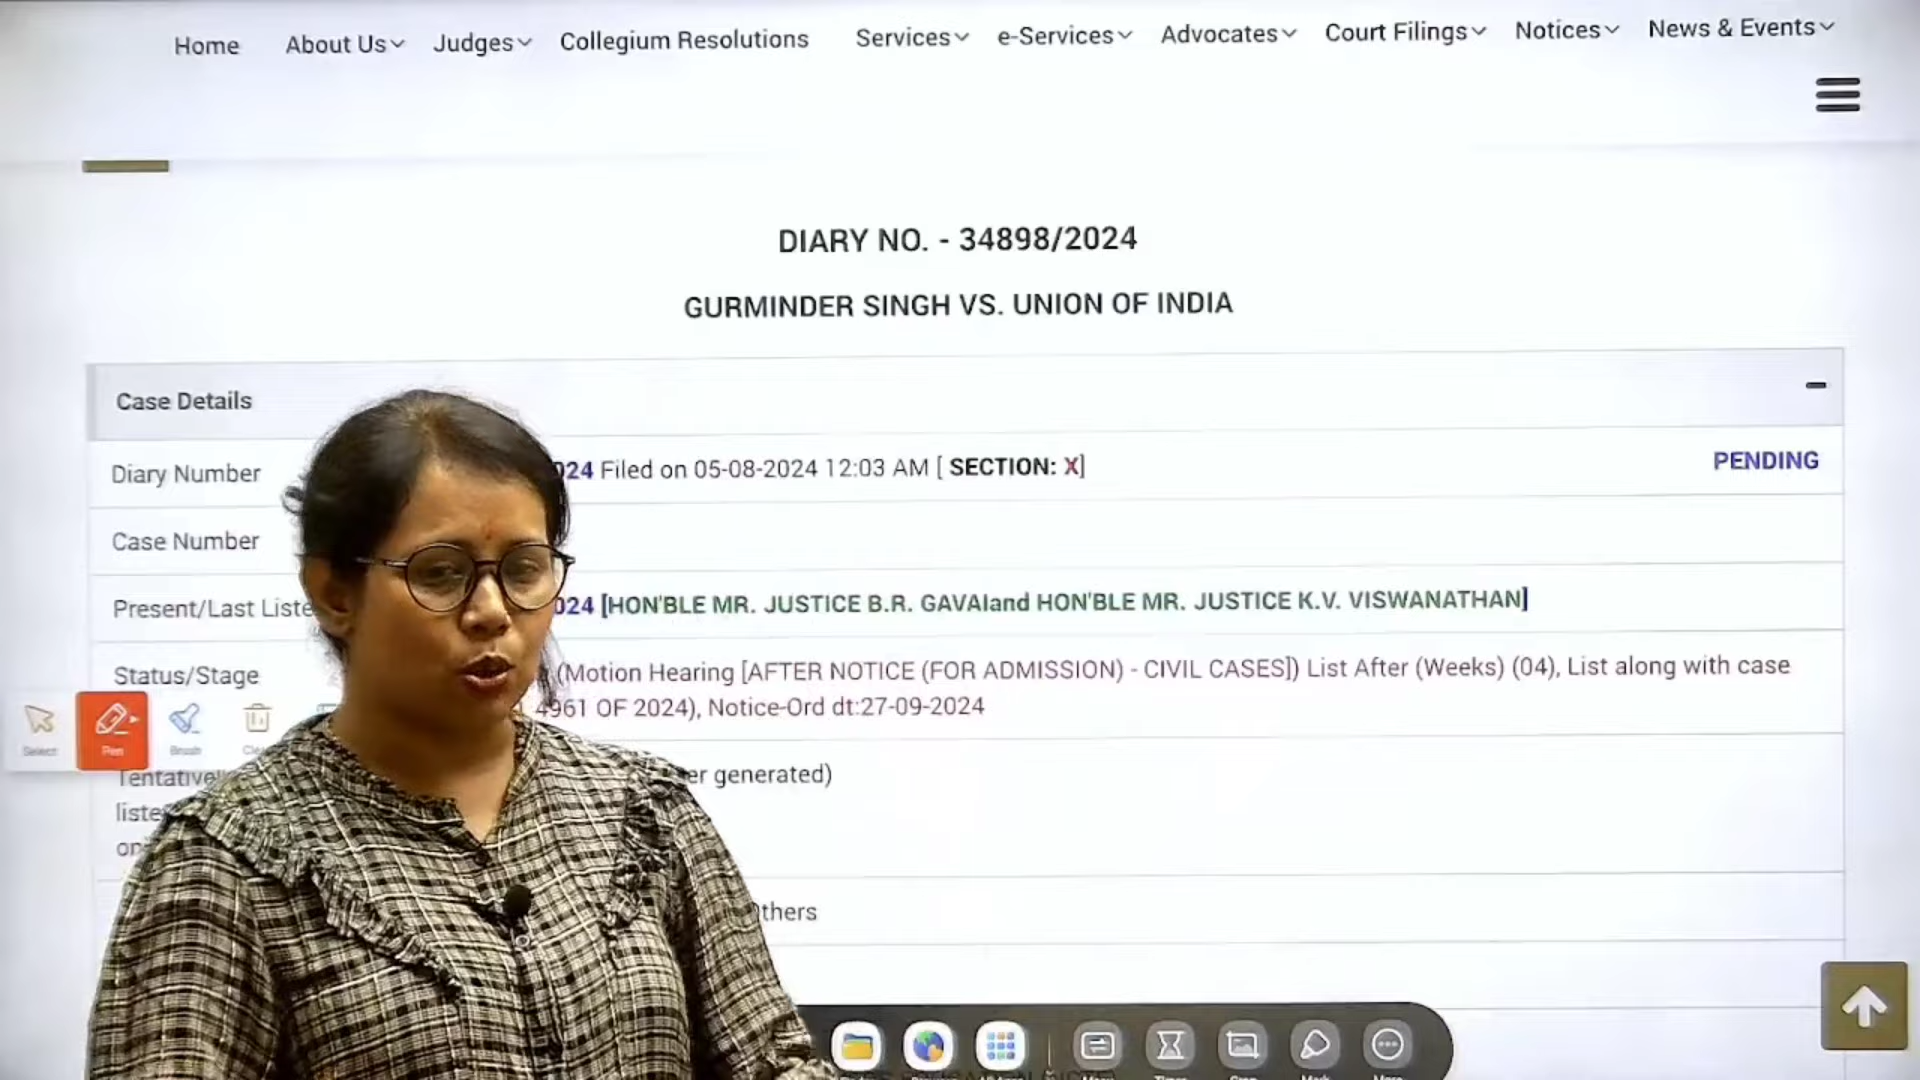 Home About Us Judges Collegium Resolutions Services e-Services Advocates Court Filings Notices News & Events
DIARY NO. - 34898/2024
GURMINDER SINGH VS. UNION OF INDIA
Case Details
Diary Number 024 Filed on 05-08-2024 12:03 AM [ SECTION: X] PENDING
Case Number
Present/Last Liste 024 [HON'BLE MR. JUSTICE B.R. GAVAIand HON'BLE MR. JUSTICE K.V. VISWANATHAN]
Status/Stage (Motion Hearing [AFTER NOTICE (FOR ADMISSION) - CIVIL CASES]) List After (Weeks) (04), List along with case
4961 OF 2024), Notice-Ord dt:27-09-2024
Select Pen Brush
Tentative er generated)
liste
on
thers